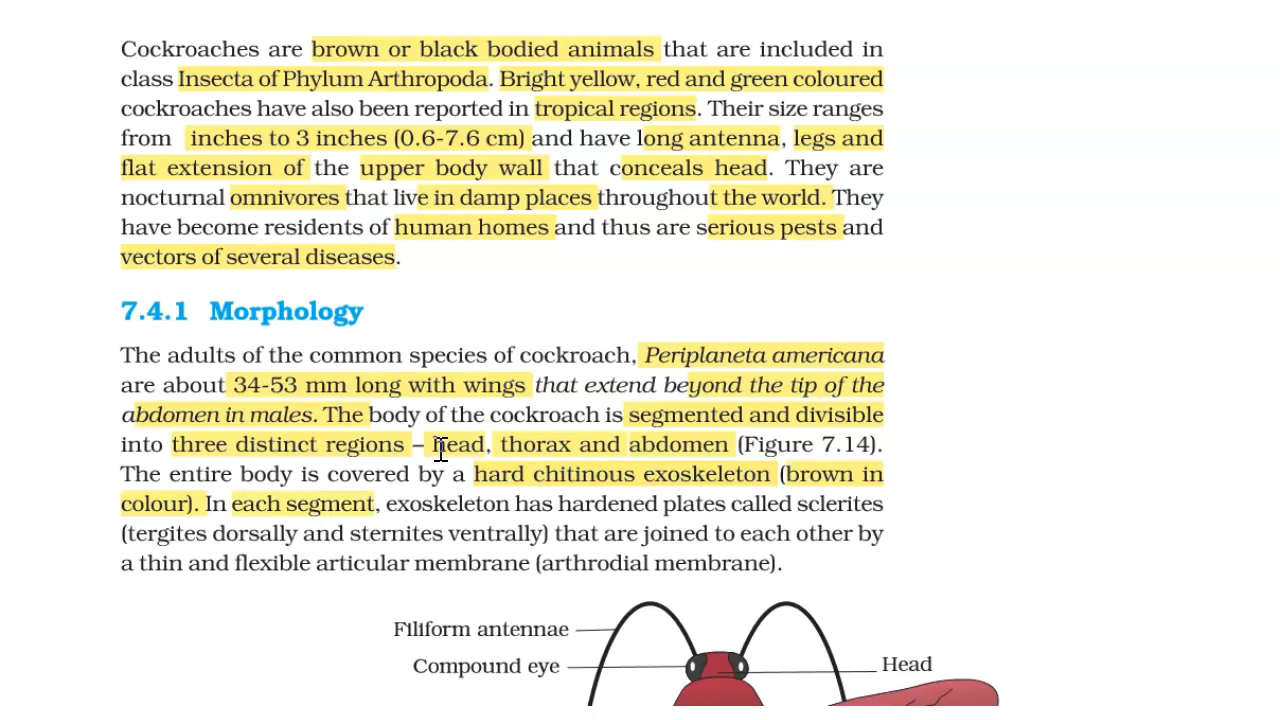 Cockroaches are brown or black bodied animals that are included in
class Insecta of Phylum Arthropoda. Bright yellow, red and green coloured
cockroaches have also been reported in tropical regions. Their size ranges
from inches to 3 inches (0.6-7.6 cm) and have long antenna, legs and
flat extension of the upper body wall that conceals head. They are
nocturnal omnivores that live in damp places throughout the world. They
have become residents of human homes and thus are serious pests and
vectors of several diseases.
7.4.1 Morphology
The adults of the common species of cockroach, Periplaneta americana
are about 34-53 mm long with wings that extend beyond the tip of the
abdomen in males. The body of the cockroach is segmented and divisible
into three distinct regions – head, thorax and abdomen (Figure 7.14).
The entire body is covered by a hard chitinous exoskeleton (brown in
colour). In each segment, exoskeleton has hardened plates called sclerites
(tergites dorsally and sternites ventrally) that are joined to each other by
a thin and flexible articular membrane (arthrodial membrane).
Filiform antennae
Compound eye
Head